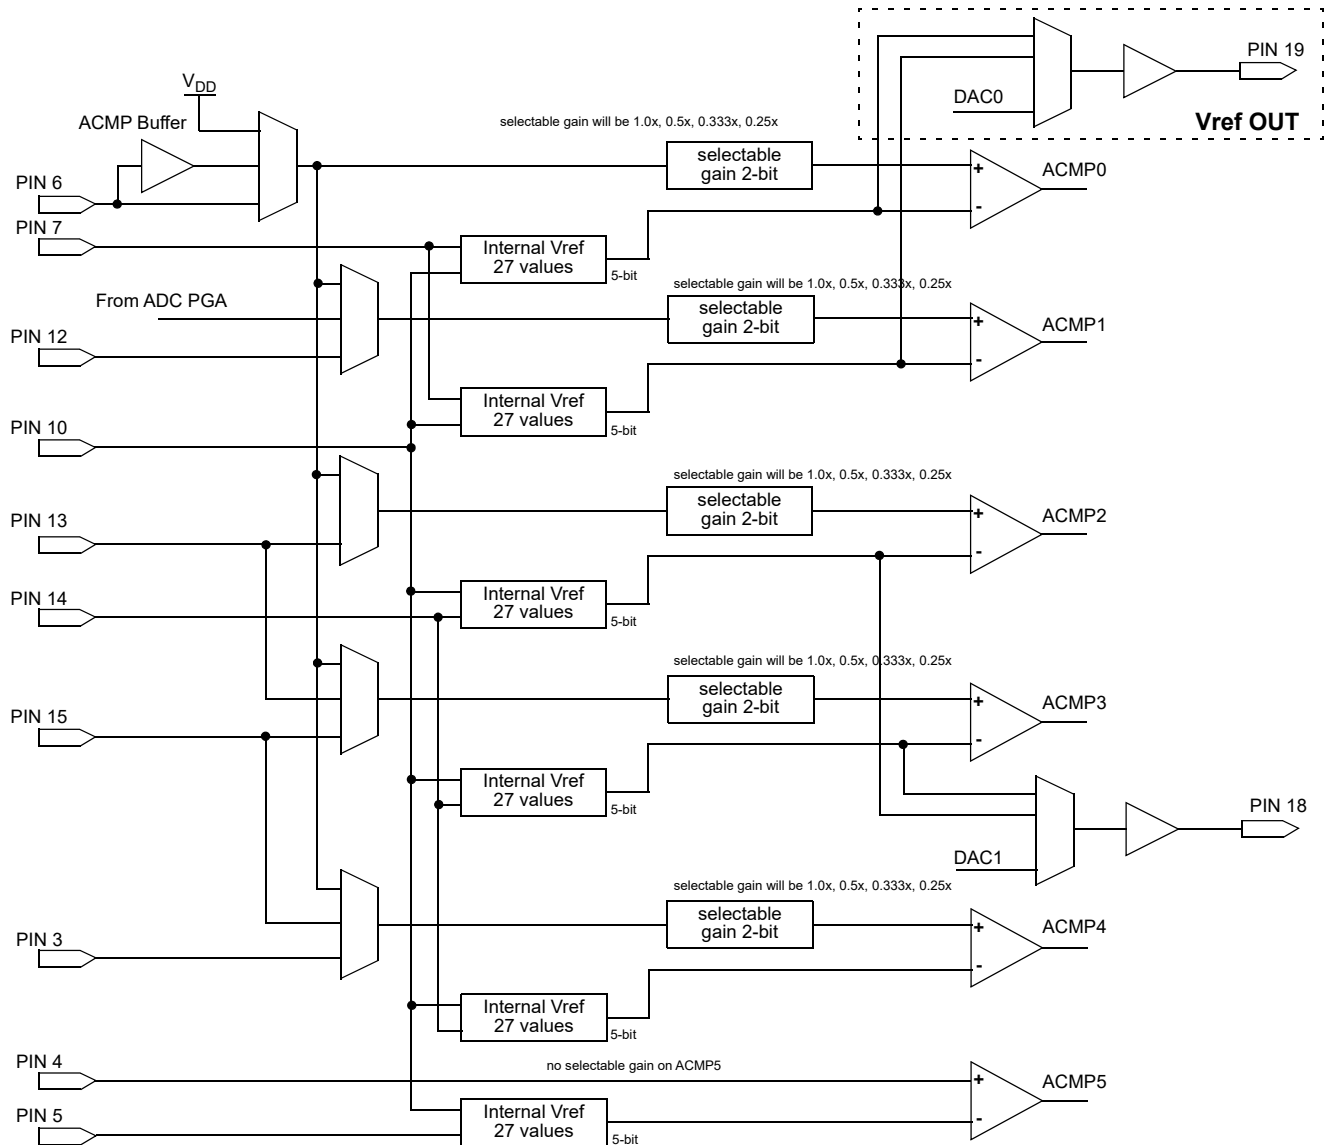 PIN 19
V_DD
DAC0
Vref OUT
ACMP Buffer
selectable gain will be 1.0x, 0.5x, 0.333x, 0.25x
selectable
gain 2-bit
ACMP0
+
-
PIN 6
PIN 7
Internal Vref
27 values
5-bit
selectable gain will be 1.0x, 0.5x, 0.333x, 0.25x
From ADC PGA
selectable
gain 2-bit
ACMP1
+
-
PIN 12
Internal Vref
27 values
5-bit
PIN 10
selectable gain will be 1.0x, 0.5x, 0.333x, 0.25x
selectable
gain 2-bit
ACMP2
+
-
PIN 13
Internal Vref
27 values
5-bit
PIN 14
selectable gain will be 1.0x, 0.5x, 0.333x, 0.25x
selectable
gain 2-bit
ACMP3
+
-
PIN 15
Internal Vref
27 values
5-bit
PIN 18
DAC1
selectable gain will be 1.0x, 0.5x, 0.333x, 0.25x
selectable
gain 2-bit
ACMP4
+
-
PIN 3
Internal Vref
27 values
5-bit
PIN 4
no selectable gain on ACMP5
ACMP5
+
-
PIN 5
Internal Vref
27 values
5-bit